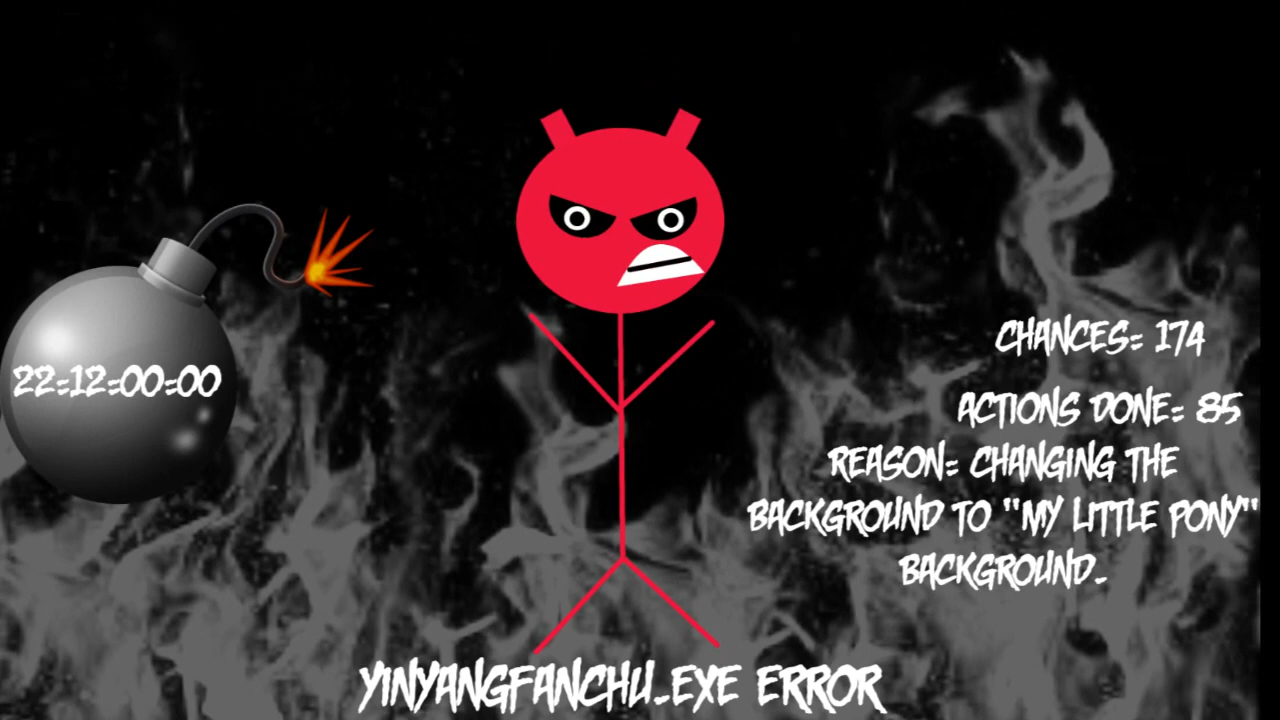 22:12:00:00
CHANCES: 174
ACTIONS DONE: 85
REASON: CHANGING THE
BACKGROUND TO "MY LITTLE PONY"
BACKGROUND.
YINYANGFANCHU.EXE ERROR